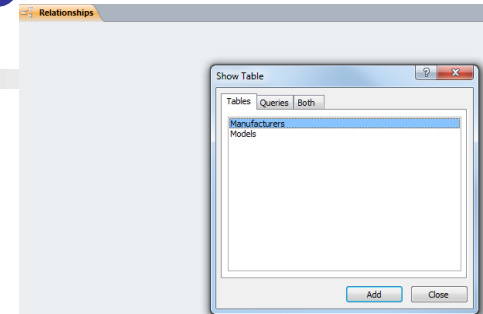 Relationships
Show Table
Tables Queries Both
Manufacturers
Models
Add Close